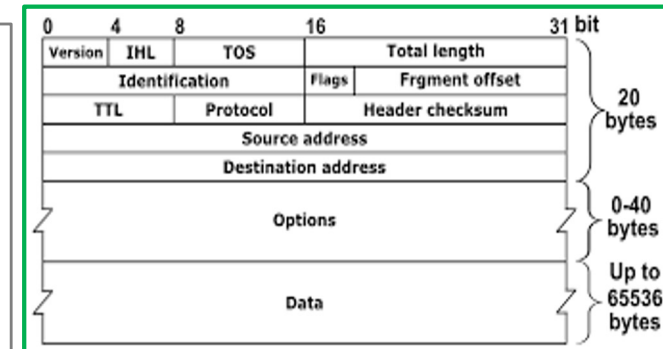 0 4 8 16 31 bit
Version IHL TOS Total length
Identification Flags Frgment offset
TTL Protocol Header checksum
Source address
Destination address
20
bytes
Options
0-40
bytes
Data
Up to
65536
bytes